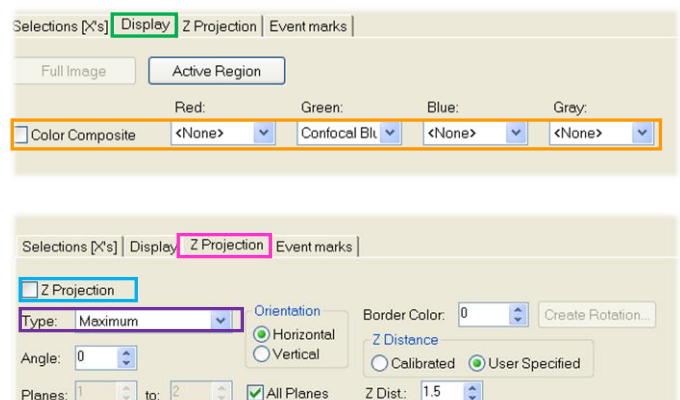 Selections [X's] Display Z Projection Event marks
Full Image Active Region
Red: Green: Blue: Gray:
Color Composite <None> Confocal Blu <None> <None>
Selections [X's] Display Z Projection Event marks
Z Projection
Type: Maximum
Orientation
Horizontal
Vertical
Border Color: 0 Create Rotation...
Z Distance
Calibrated User Specified
Angle: 0
Planes: 1 to: 2 All Planes Z Dist.: 1.5